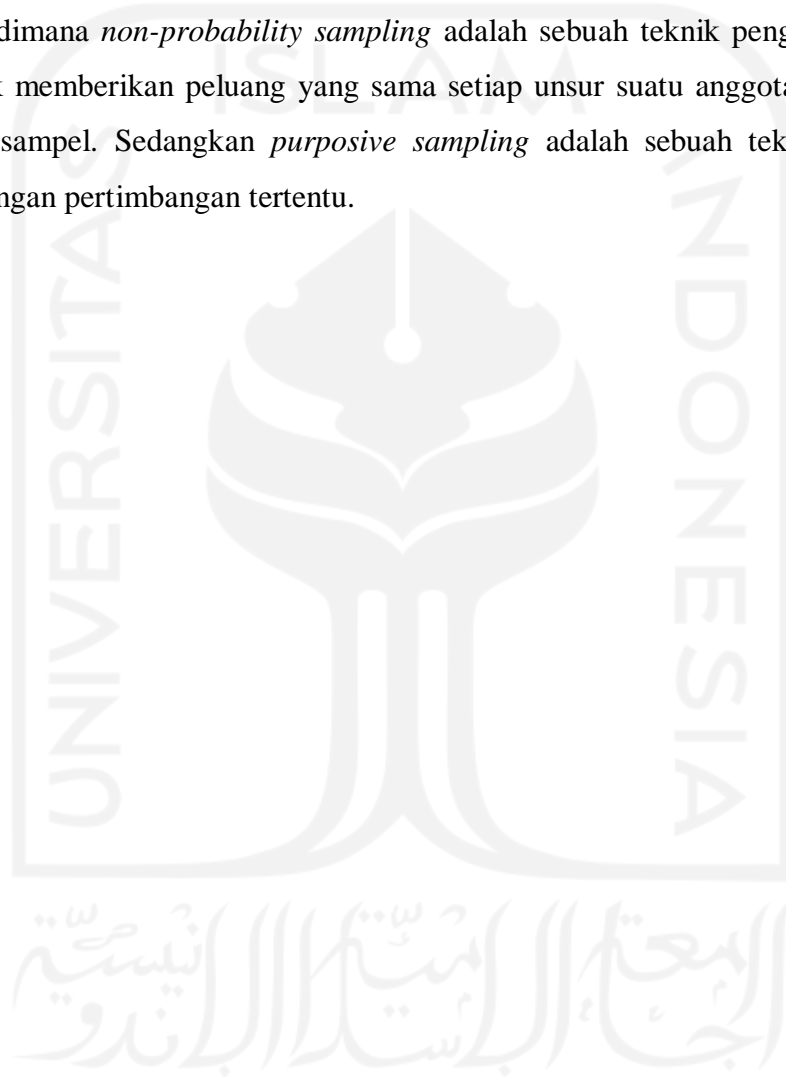 dimana non-probability sampling adalah sebuah teknik peng
k memberikan peluang yang sama setiap unsur suatu anggota
sampel. Sedangkan purposive sampling adalah sebuah tek
ngan pertimbangan tertentu.
ISLAM
UNIVERSITAS
INDONESIA